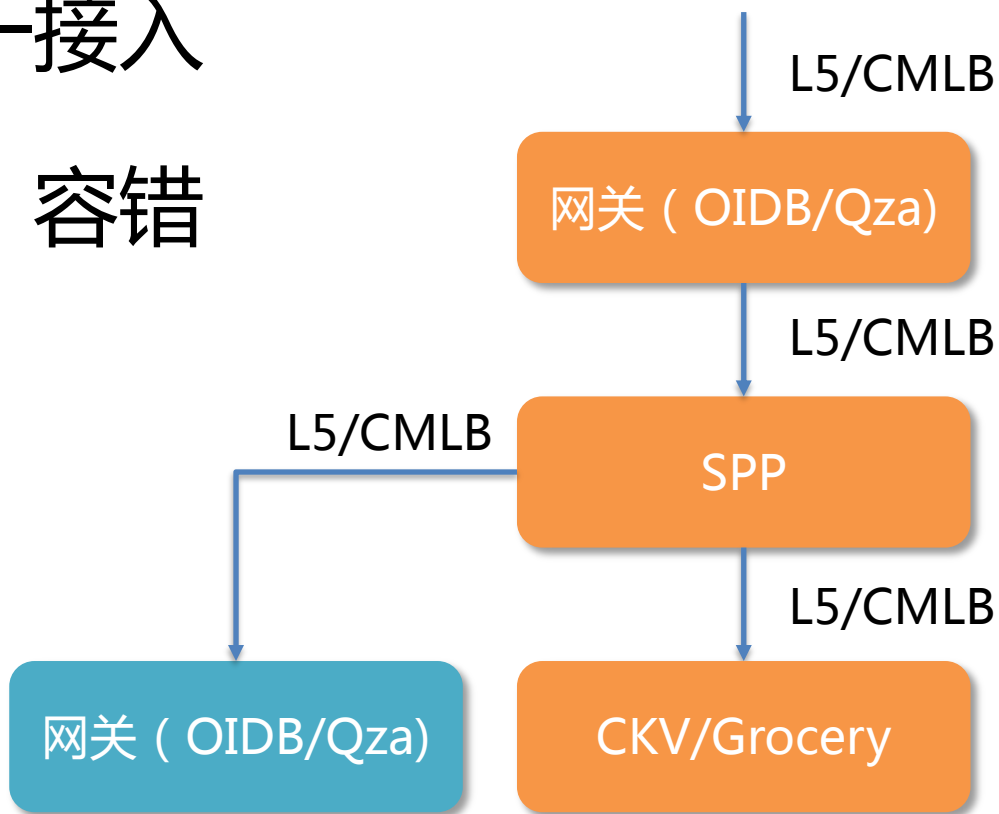 接入
容错
L5/CMLB
网关（OIDB/Qza)
L5/CMLB
L5/CMLB
SPP
L5/CMLB
网关（OIDB/Qza)
CKV/Grocery